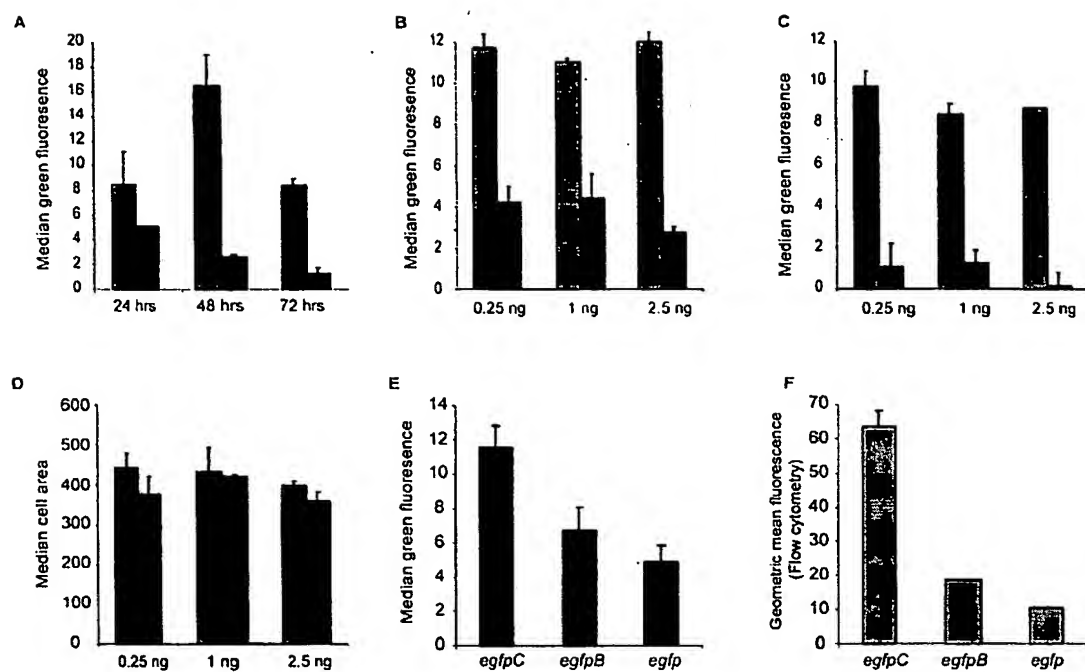 A
Median green fluoresence
20
18
16
14
12
10
8
6
4
2
0
24 hrs 48 hrs 72 hrs
B
Median green fluorescence
12
10
8
6
4
2
0
0.25 ng 1 ng 2.5 ng
C
Median green fluorescence
12
10
8
6
4
2
0
0.25 ng 1 ng 2.5 ng
D
Median cell area
600
500
400
300
200
100
0
0.25 ng 1 ng 2.5 ng
E
Median green fluorescence
14
12
10
8
6
4
2
0
egfpC egfpB egfp
F
Geometric mean fluorescence
(Flow cytometry)
70
60
50
40
30
20
10
0
egfpC egfpB egfp